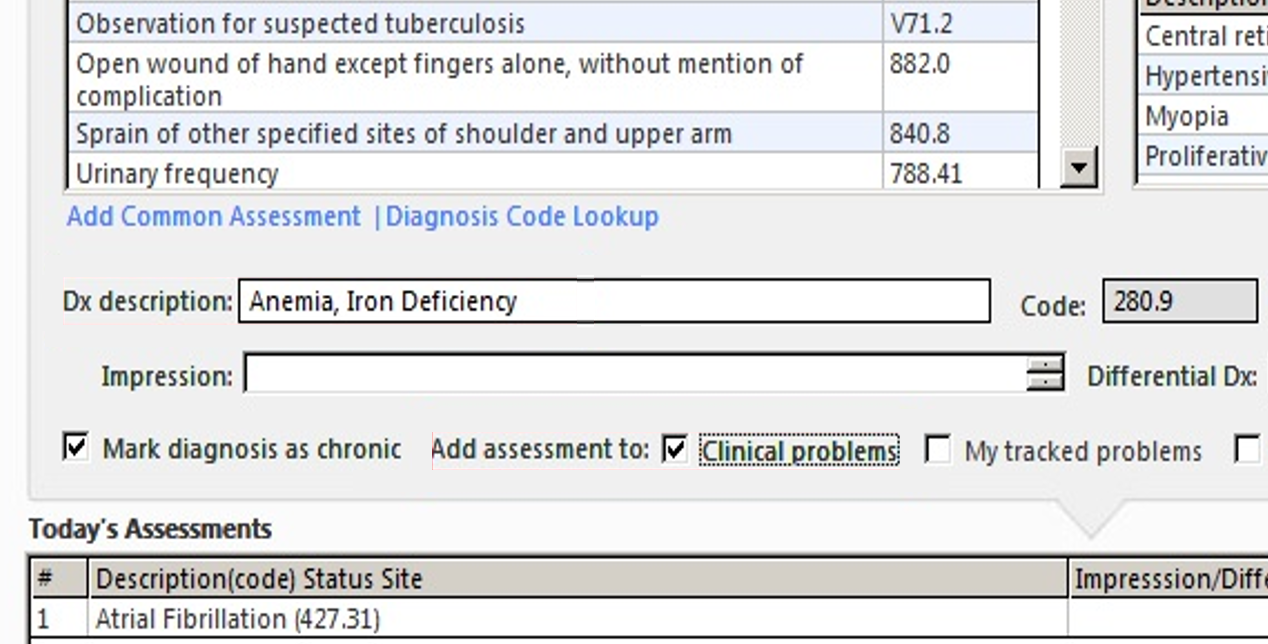 Description
Observation for suspected tuberculosis V71.2
Central reti
Open wound of hand except fingers alone, without mention of 882.0
complication
Hypertensi
Myopia
Sprain of other specified sites of shoulder and upper arm 840.8
Proliferativ
Urinary frequency 788.41
Add Common Assessment | Diagnosis Code Lookup
Dx description: Anemia, Iron Deficiency Code: 280.9
Impression: Differential Dx:
Mark diagnosis as chronic Add assessment to: Clinical problems My tracked problems
Today's Assessments
# Description(code) Status Site Impresssion/Diffe
1 Atrial Fibrillation (427.31)